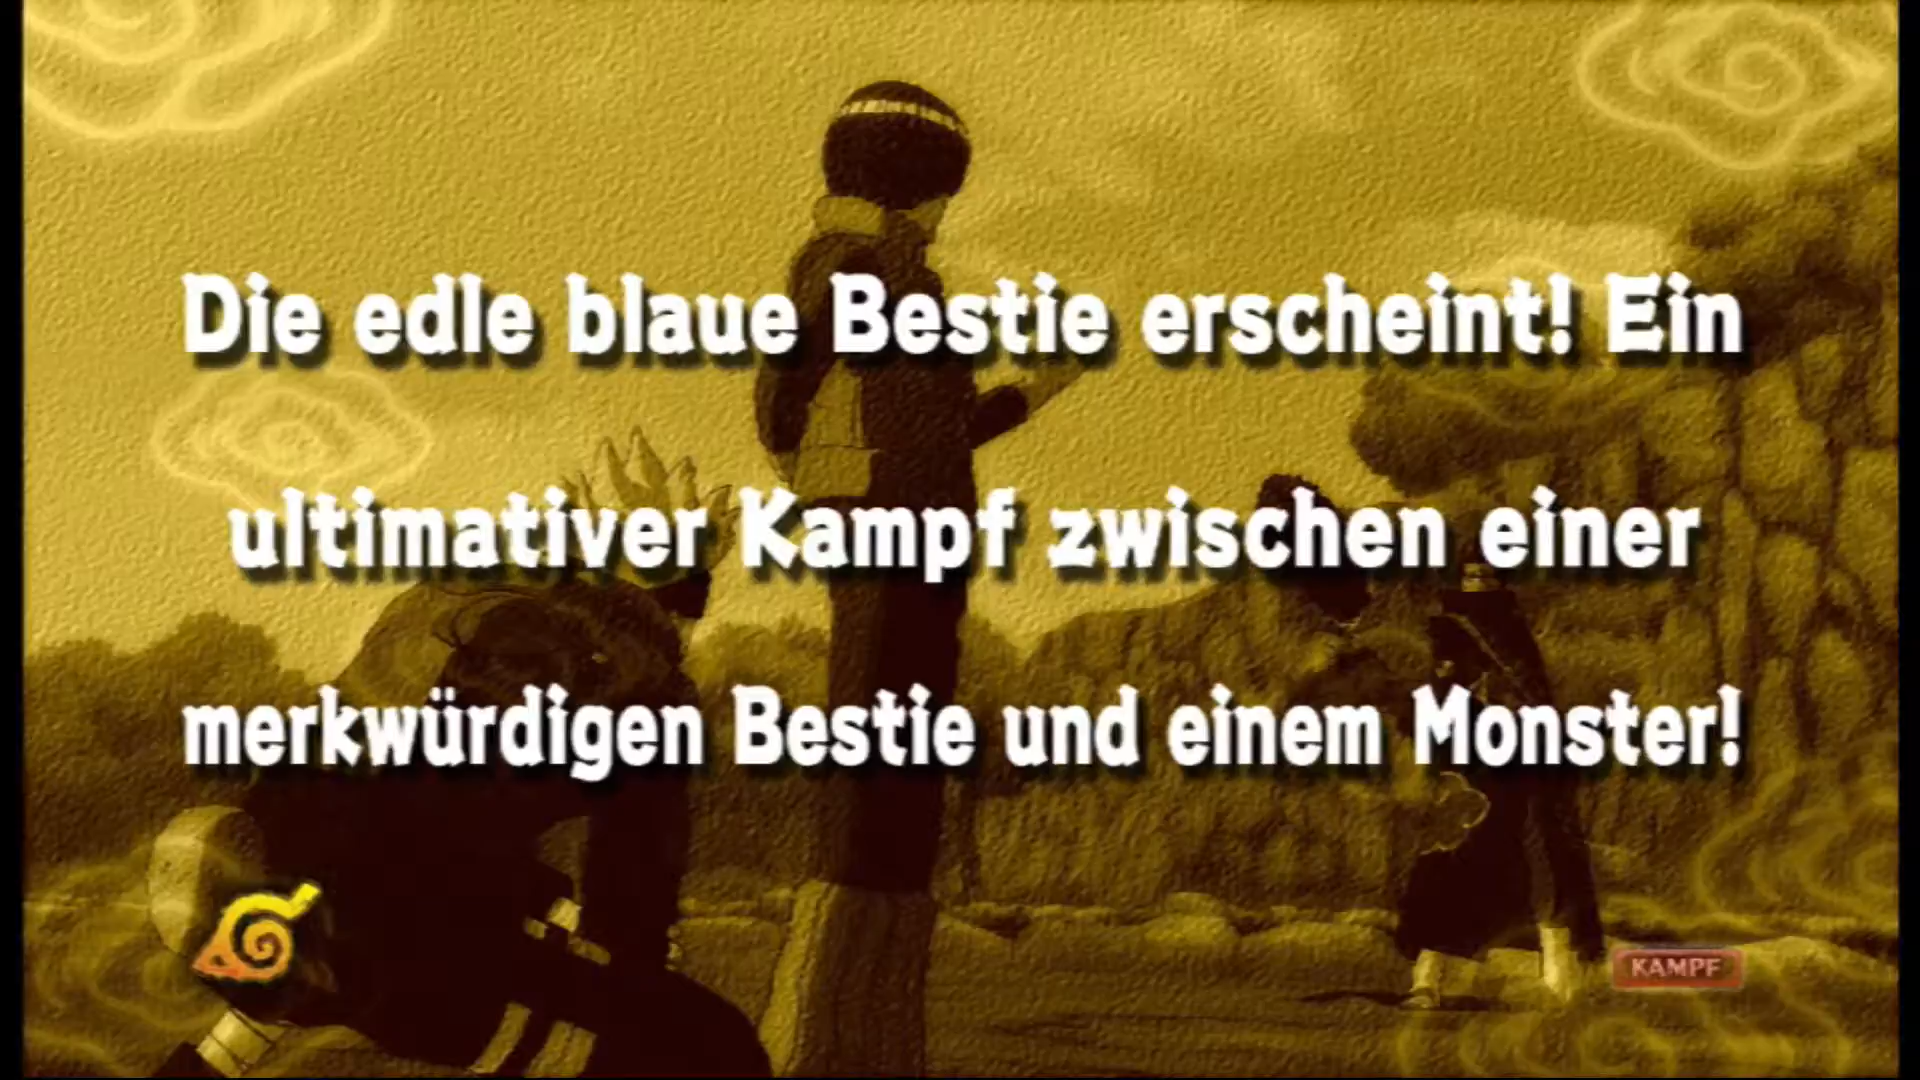 Die edle blaue Bestie erscheint! Ein
ultimativer Kampf zwischen einer
merkwürdigen Bestie und einem Monster!
KAMPF